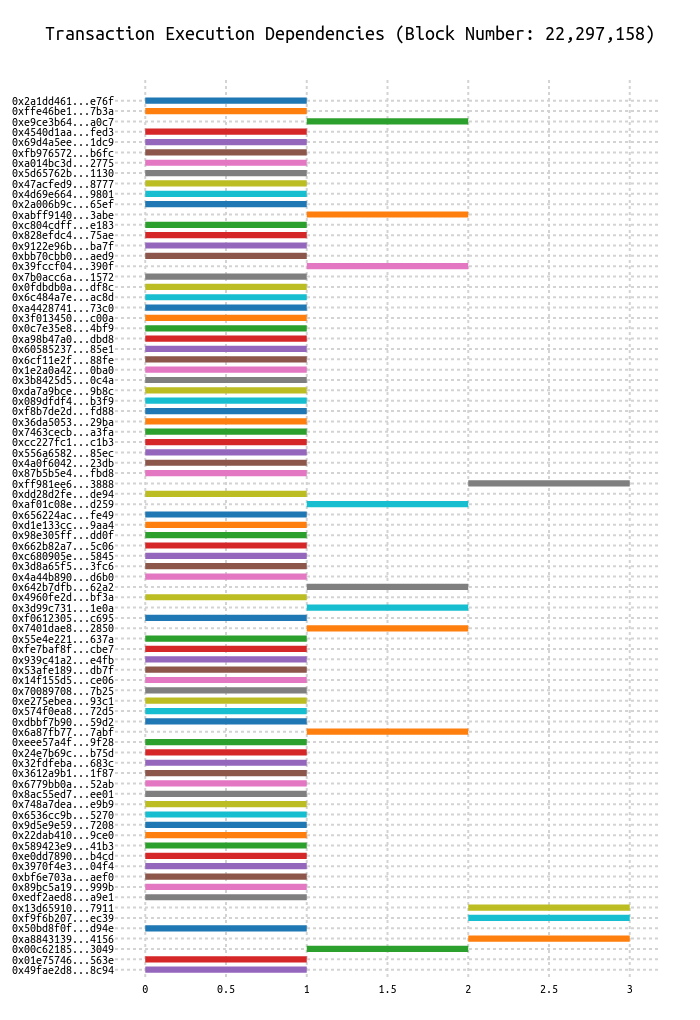 Transaction Execution Dependencies (Block Number: 22,297,158)
0x2a1dd461...e76f
0xffe46be1...7b3a
0xe9ce3b64...a0c7
0x4540d1aa...fed3
0x69d4a5ee...1dc9
0xfb976572...b6fc
0xa014bc3d...2775
0x5d65762b...1130
0x47acfed9...8777
0x4d69e664...9801
0x2a006b9c...65ef
0xabff9140...3abe
0xc804cdff...e183
0x828efdc4...75ae
0x9122e96b...ba7f
0xbb70cbb0...aed9
0x39fccf04...390f
0x7b0acc6a...1572
0x0fdbdb0a...df8c
0x6c484a7e...ac8d
0xa4428741...73c0
0x3f013450...c00a
0x0c7e35e8...4bf9
0xa98b47a0...dbd8
0x60585237...85e1
0x6cf11e2f...88fe
0x1e2a0a42...0ba0
0x3b8425d5...0c4a
0xda7a9bce...9b8c
0x089dfdf4...b3f9
0xf8b7de2d...fd88
0x36da5053...29ba
0x7463cecb...a3fa
0xcc227fc1...c1b3
0x556a6582...85ec
0x4a0f6042...23db
0x87b5b5e4...fbd8
0xff981ee6...3888
0xdd28d2fe...de94
0xaf01c08e...d259
0x656224ac...fe49
0xd1e133cc...9aa4
0x98e305ff...dd0f
0x662b82a7...5c06
0xc680905e...5845
0x3d8a65f5...3fc6
0x4a44b890...d6b0
0x642b7dfb...62a2
0x4960fe2d...bf3a
0x3d99c731...1e0a
0xf0612305...c695
0x7401dae8...2850
0x55e4e221...637a
0xfe7baf8f...cbe7
0x939c41a2...e4fb
0x53afe189...db7f
0x14f155d5...ce06
0x70089708...7b25
0xe275ebea...93c1
0x574f0ea8...72d5
0xdbbf7b90...59d2
0x6a87fb77...7abf
0xeee57a4f...9f28
0x24e7b69c...b75d
0x32fdfeba...683c
0x3612a9b1...1f87
0x6779bb0a...52ab
0x8ac55ed7...ee01
0x748a7dea...e9b9
0x6536cc9b...5270
0x9d5e9e59...7208
0x22dab410...9ce0
0x589423e9...41b3
0xe0dd7890...b4cd
0x3970f4e3...04f4
0xbf6e703a...aef0
0x89bc5a19...999b
0xedf2aed8...a9e1
0x13d65910...7911
0xf9f6b207...ec39
0x50bd8f0f...d94e
0xa8843139...4156
0x00c62185...3049
0x01e75746...563e
0x49fae2d8...8c94
0 0.5 1 1.5 2 2.5 3